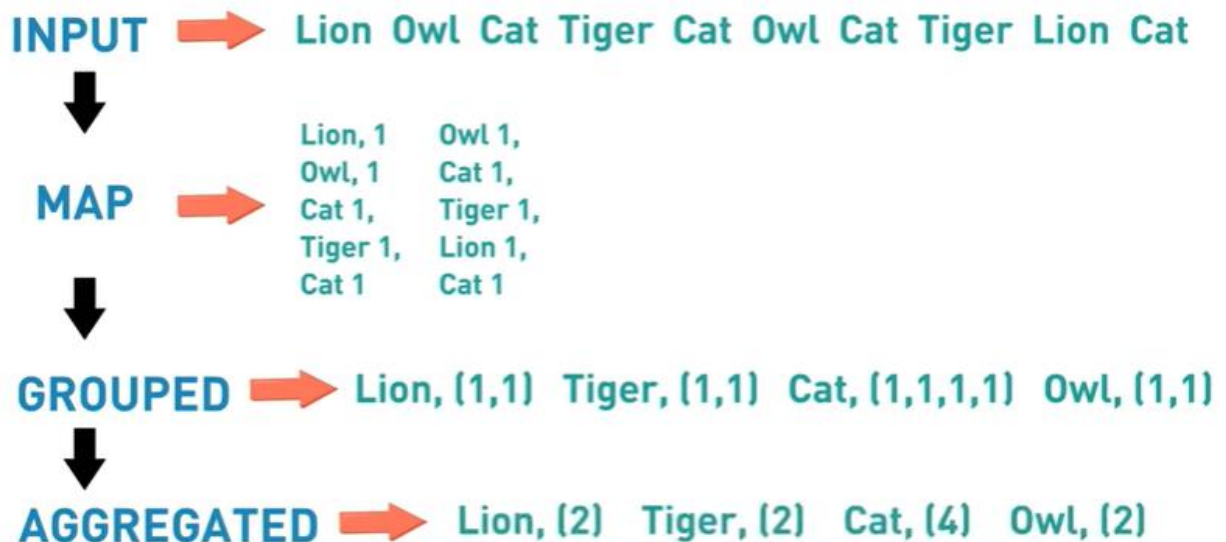 INPUT Lion Owl Cat Tiger Cat Owl Cat Tiger Lion Cat
MAP
Lion, 1 Owl 1,
Owl, 1 Cat 1,
Cat 1, Tiger 1,
Tiger 1, Lion 1,
Cat 1 Cat 1
GROUPED Lion, (1,1) Tiger, (1,1) Cat, (1,1,1,1) Owl, (1,1)
AGGREGATED Lion, (2) Tiger, (2) Cat, (4) Owl, (2)